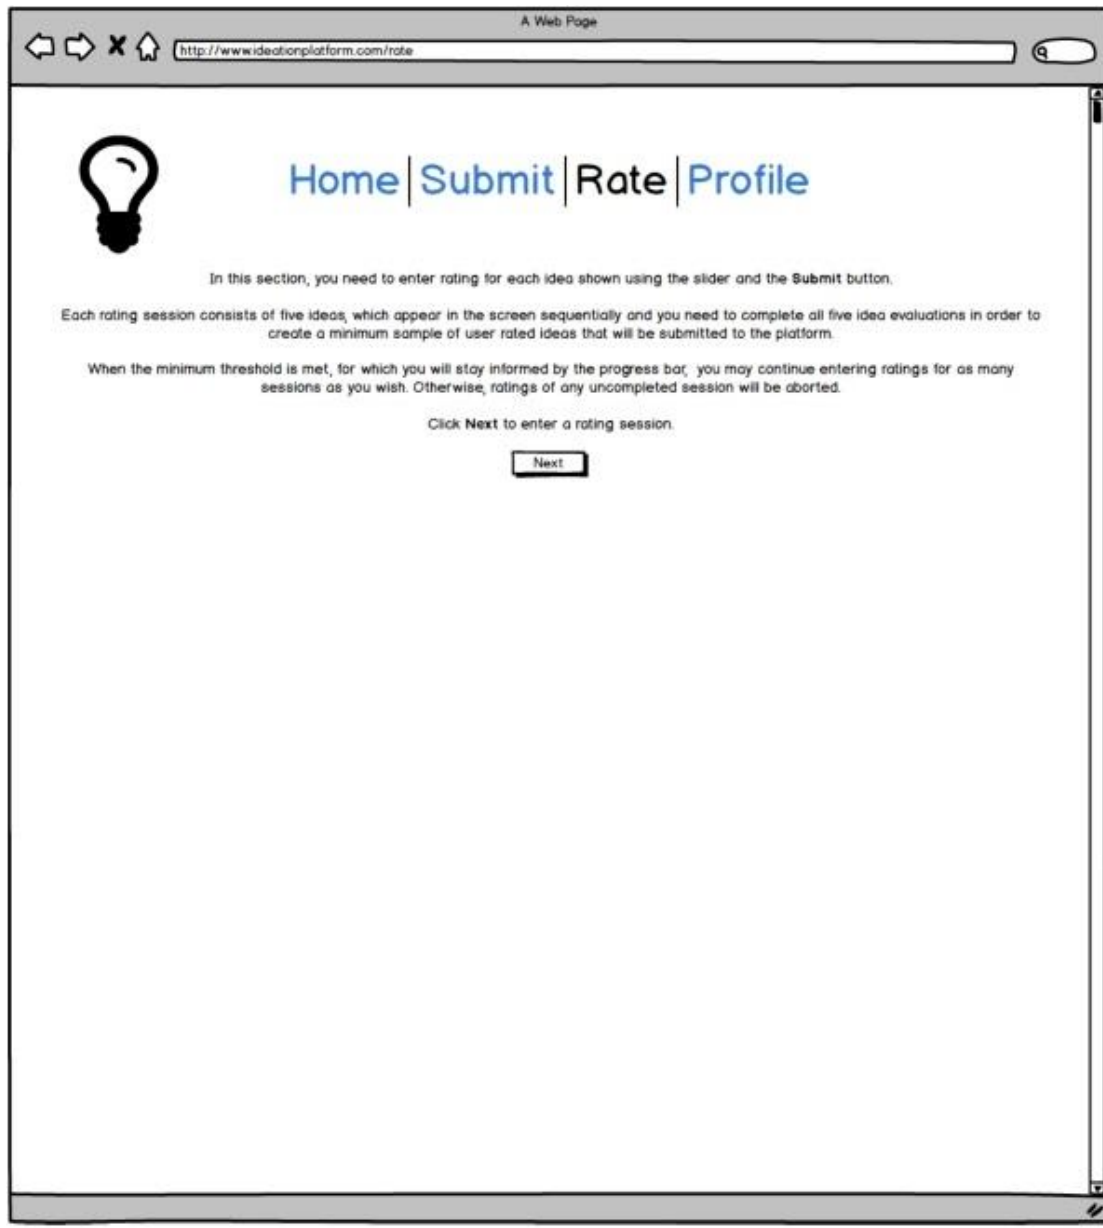 A Web Page
http://www.ideationplatform.com/rate
Home Submit Rate Profile
In this section, you need to enter rating for each idea shown using the slider and the Submit button.
Each rating session consists of five ideas, which appear in the screen sequentially and you need to complete all five idea evaluations in order to
create a minimum sample of user rated ideas that will be submitted to the platform.
When the minimum threshold is met, for which you will stay informed by the progress bar, you may continue entering ratings for as many
sessions as you wish. Otherwise, ratings of any uncompleted session will be aborted.
Click Next to enter a rating session.
Next